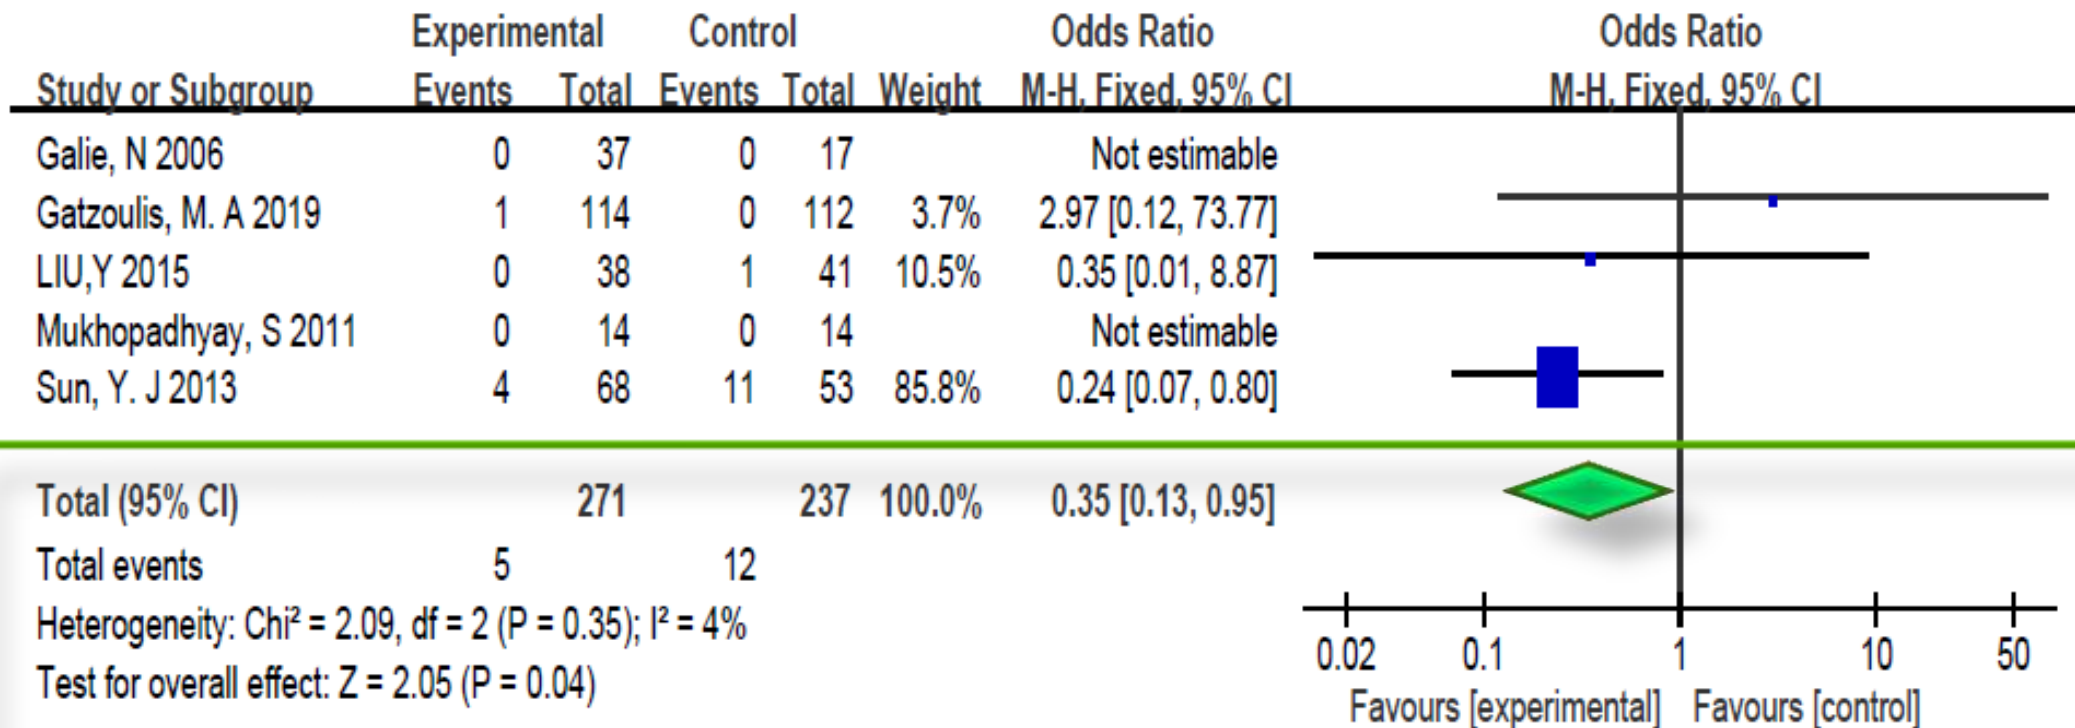 Experimental Control Odds Ratio Odds Ratio
Study or Subgroup Events Total Events Total Weight M-H, Fixed, 95% CI M-H, Fixed, 95% CI
Galie, N 2006 0 37 0 17 Not estimable
Gatzoulis, M. A 2019 1 114 0 112 3.7% 2.97 [0.12, 73.77]
LIU,Y 2015 0 38 1 41 10.5% 0.35 [0.01, 8.87]
Mukhopadhyay, S 2011 0 14 0 14 Not estimable
Sun, Y. J 2013 4 68 11 53 85.8% 0.24 [0.07, 0.80]
Total (95% CI) 271 237 100.0% 0.35 [0.13, 0.95]
Total events 5 12
Heterogeneity: Chi² = 2.09, df = 2 (P = 0.35); I² = 4%
Test for overall effect: Z = 2.05 (P = 0.04)
0.02 0.1 1 10 50
Favours [experimental] Favours [control]